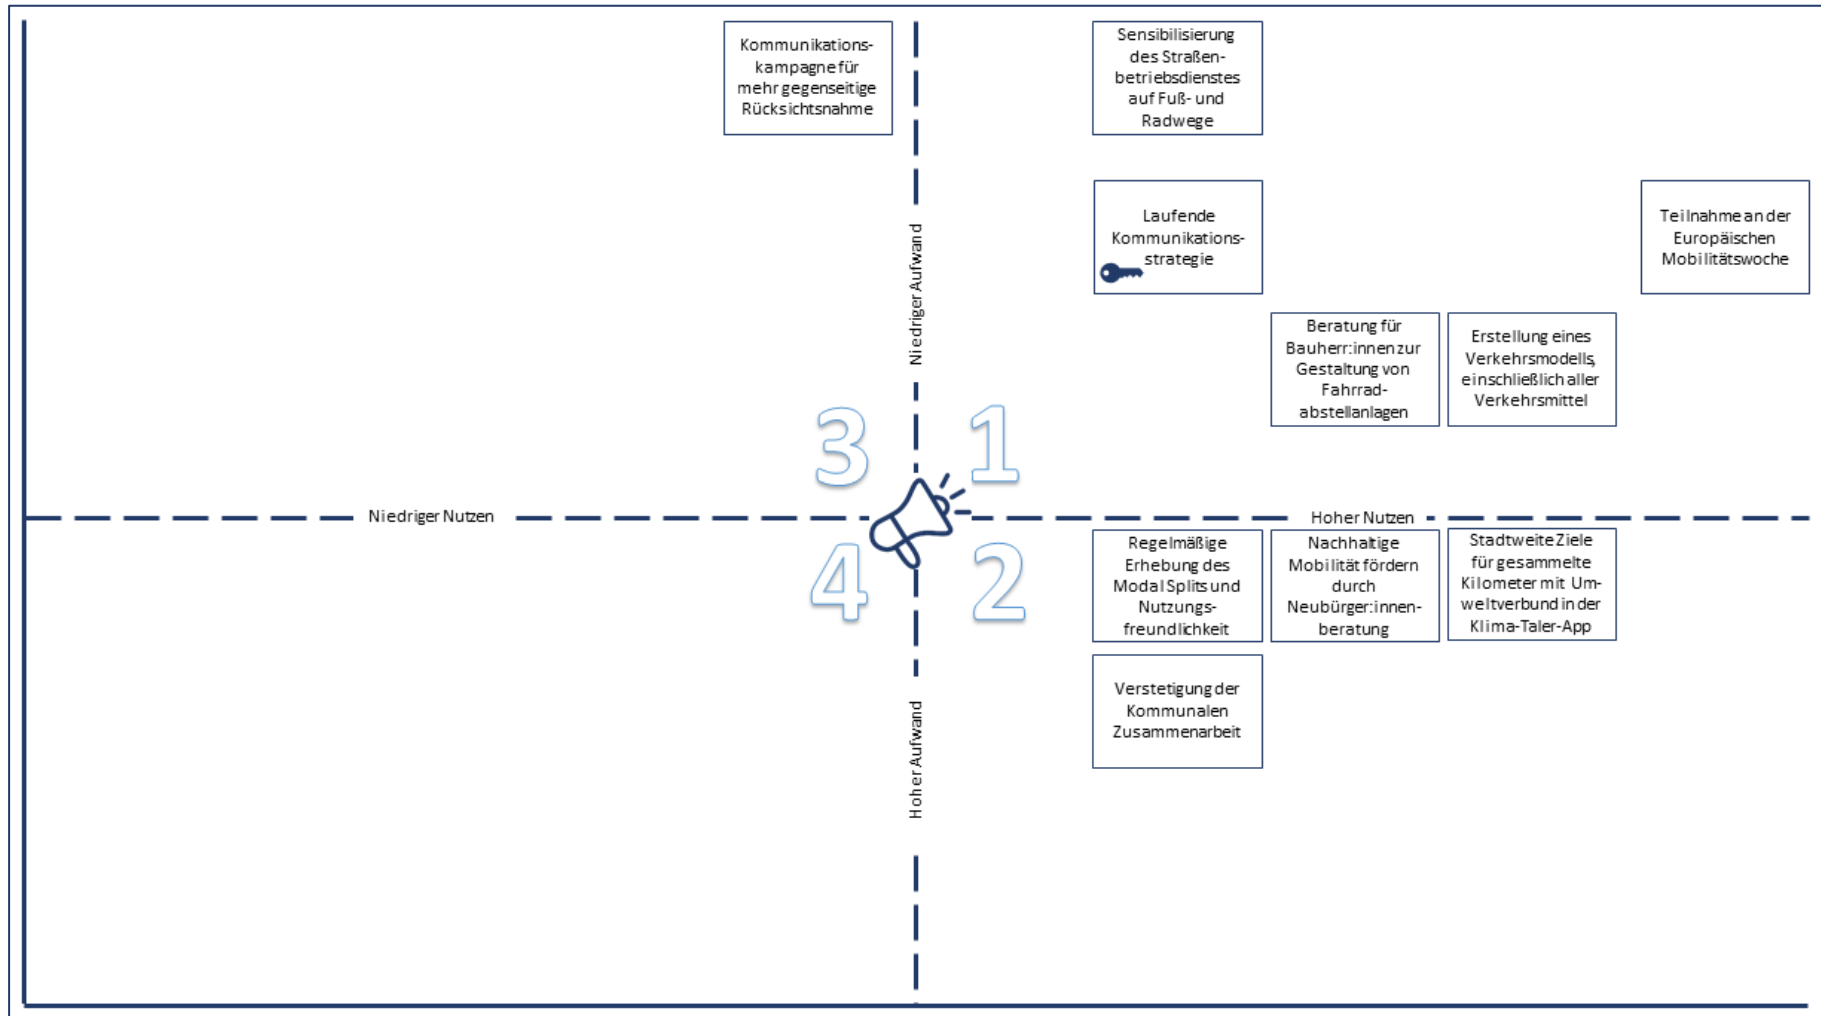 Kommunikations-
kampagne für
mehr gegenseitige
Rücksichtsnahme
Sensibilisierung
des Straßen-
betriebsdienstes
auf Fuß- und
Radwege
Laufende
Kommunikations-
strategie
Teilnahme an der
Europäischen
Mobilitätswoche
Niedriger Aufwand
Beratung für
Bauherr:innen zur
Gestaltung von
Fahrrad-
abstellanlagen
Erstellung eines
Verkehrsmodells,
einschließlich aller
Verkehrsmittel
3
1
Niedriger Nutzen
Hoher Nutzen
4
2
Regelmäßige
Erhebung des
Modal Splits und
Nutzungs-
freundlichkeit
Nachhaltige
Mobilität fördern
durch
Neubürger:innen-
beratung
Stadtweite Ziele
für gesammelte
Kilometer mit Um-
weltverbund in der
Klima-Taler-App
Verstetigung der
Kommunalen
Zusammenarbeit
Hoher Aufwand